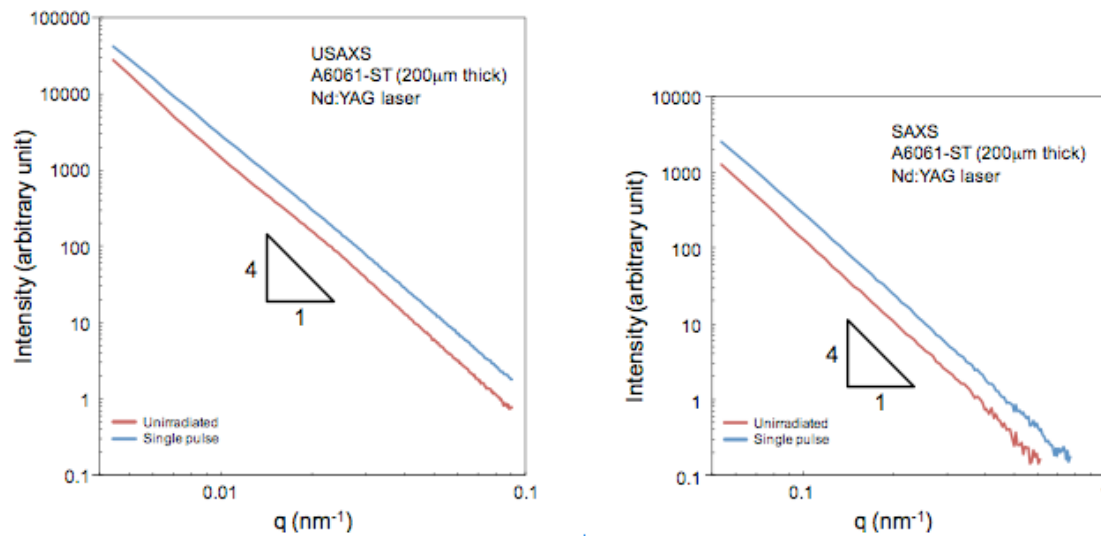 USAXS
A6061-ST (200μm thick)
Nd:YAG laser
Intensity (arbitrary unit)
100000
10000
1000
100
10
1
0.1
4
1
Unirradiated
Single pulse
0.01
0.1
q (nm-1)
SAXS
A6061-ST (200μm thick)
Nd:YAG laser
Intensity (arbitrary unit)
10000
1000
100
10
1
0.1
4
1
Unirradiated
Single pulse
0.1
q (nm-1)